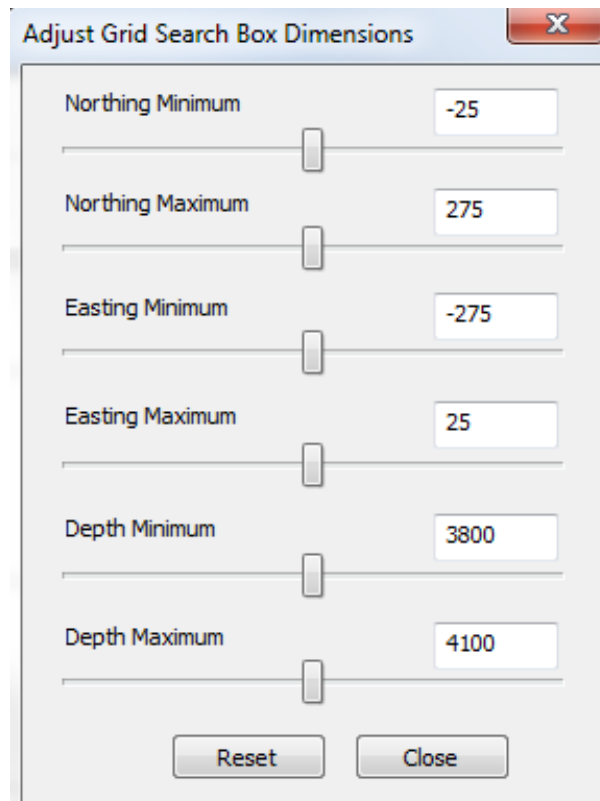 Adjust Grid Search Box Dimensions
Northing Minimum -25
Northing Maximum 275
Easting Minimum -275
Easting Maximum 25
Depth Minimum 3800
Depth Maximum 4100
Reset Close